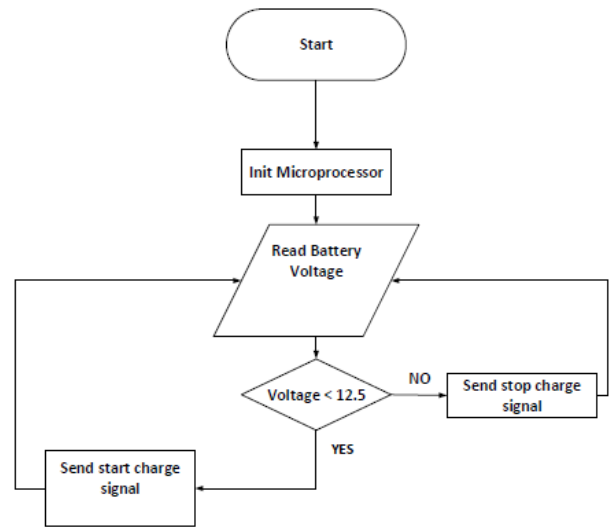 Start
Init Microprocessor
Read Battery
Voltage
Voltage < 12.5
NO
Send stop charge
signal
YES
Send start charge
signal